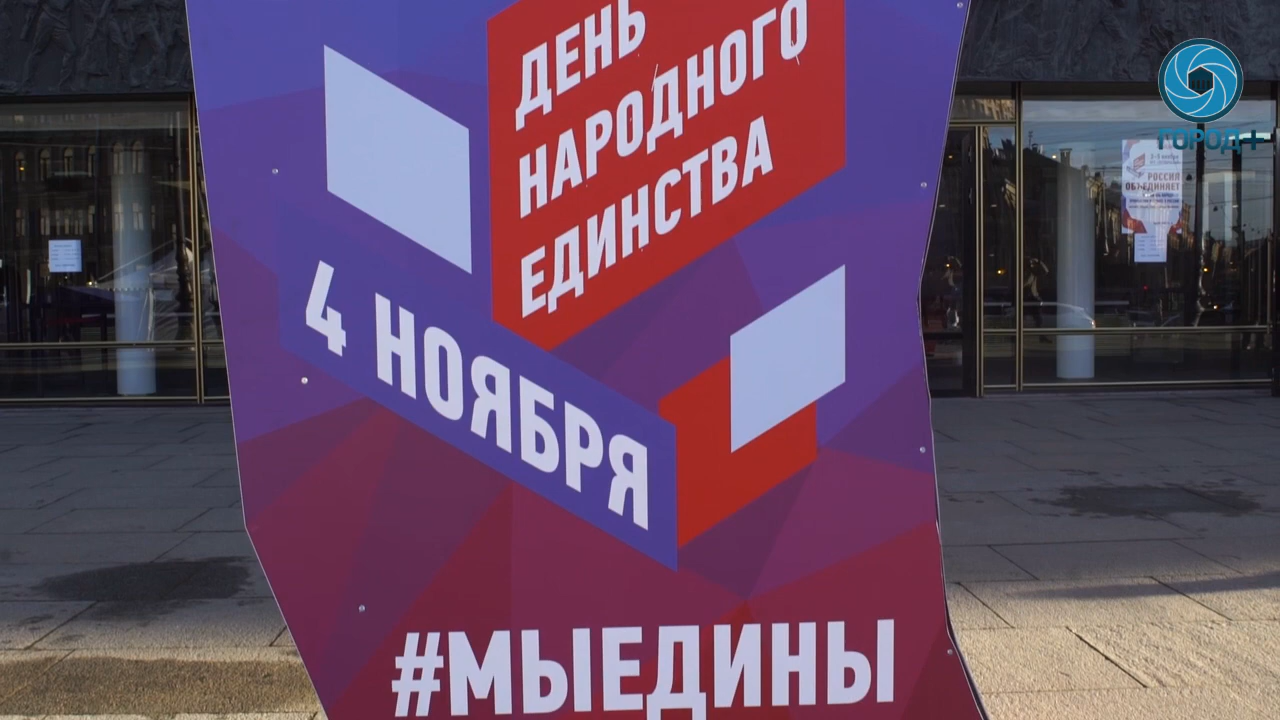 ДЕНЬ
НАРОДНОГО
ЕДИНСТВА
4 НОЯБРЯ
#МЫЕДИНЫ
ГОРОД+
РОССИЯ
ОБЪЕДИНЯЕТ